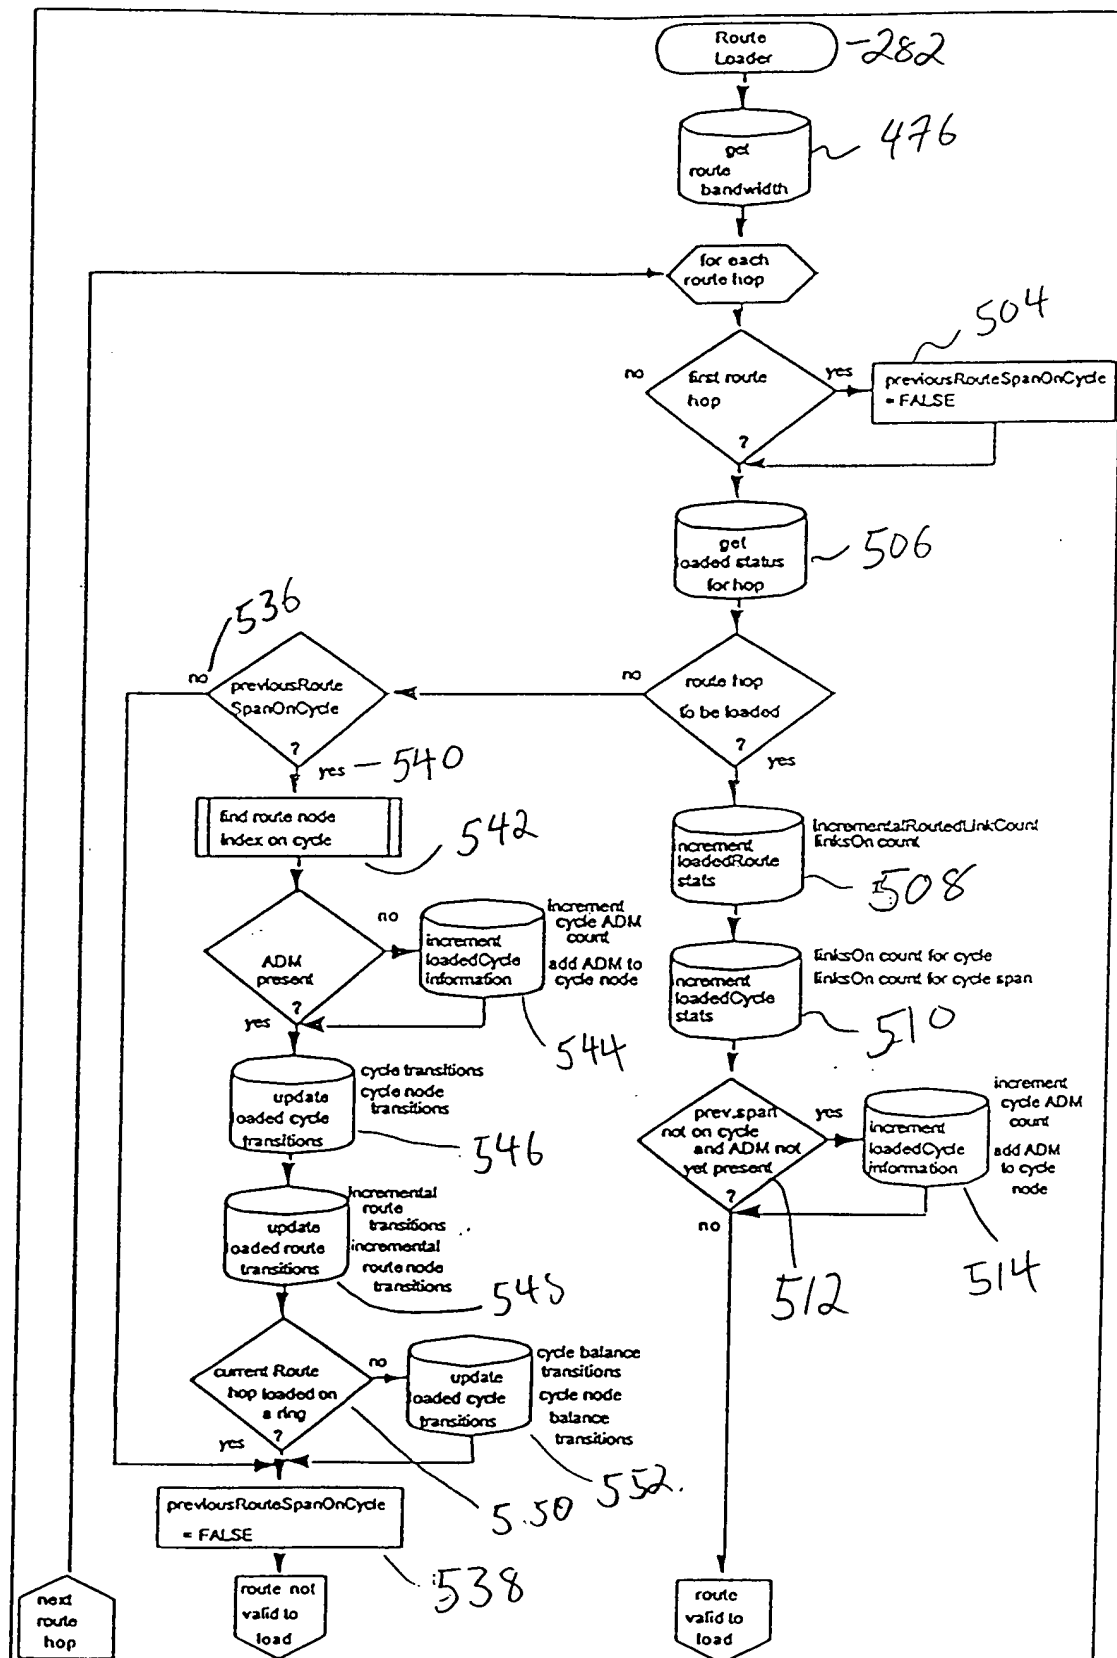 Route
Loader
-282
get
route
bandwidth
476
for each
route hop
504
no
first route
hop
?
yes
previousRouteSpanOnCycle
= FALSE
get
loaded status
for hop
506
536
no
previousRoute
SpanOnCycle
?
no
route hop
to be loaded
?
yes
yes - 540
find route node
index on cycle
542
increment
loadedRoute
stats
IncrementalRoutedLinkCount
linksOn count
508
ADM
present
?
no
yes
increment
loadedCycle
information
increment
cycle ADM
count
add ADM to
cycle node
544
increment
loadedCycle
stats
linksOn count for cycle
linksOn count for cycle span
510
update
loaded cycle
transitions
cycle transitions
cycle node
transitions
546
prev.span
not on cycle
and ADM not
yet present
?
yes
no
512
increment
loadedCycle
information
increment
cycle ADM
count
add ADM
to cycle
node
514
update
loaded route
transitions
incremental
route
transitions
incremental
route node
transitions
current Route
hop loaded on
a ring
?
no
yes
5.50
update
loaded cycle
transitions
cycle balance
transitions
cycle node
balance
transitions
552.
previousRouteSpanOnCycle
= FALSE
538
next
route
hop
route not
valid to
load
route
valid to
load